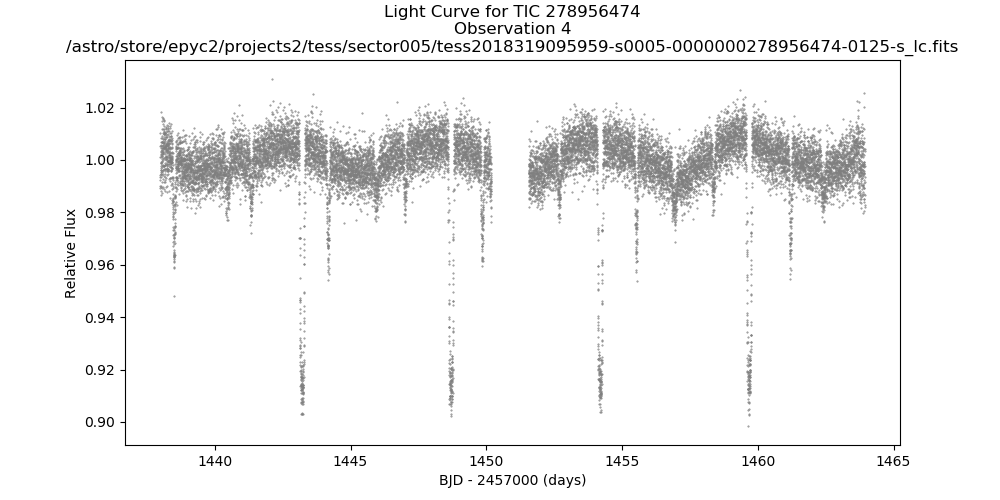 Light Curve for TIC 278956474
Observation 4
/astro/store/epyc2/projects2/tess/sector005/tess2018319095959-s0005-0000000278956474-0125-s_lc.fits
Relative Flux
1.02
1.00
0.98
0.96
0.94
0.92
0.90
1440
1445
1450
1455
1460
1465
BJD - 2457000 (days)